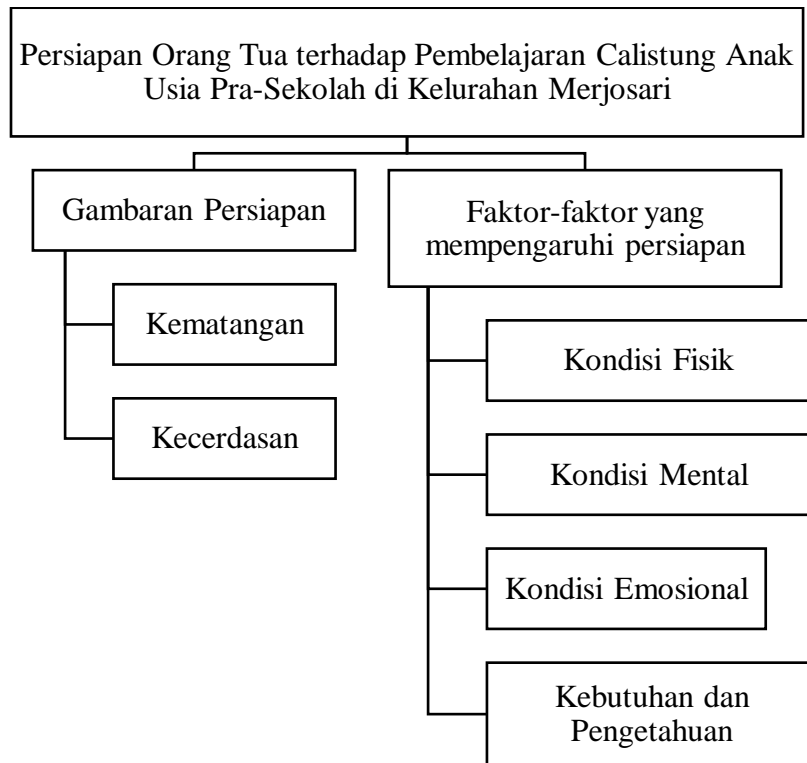 Persiapan Orang Tua terhadap Pembelajaran Calistung Anak
Usia Pra-Sekolah di Kelurahan Merjosari
Gambaran Persiapan
Kematangan
Kecerdasan
Faktor-faktor yang
mempengaruhi persiapan
Kondisi Fisik
Kondisi Mental
Kondisi Emosional
Kebutuhan dan
Pengetahuan